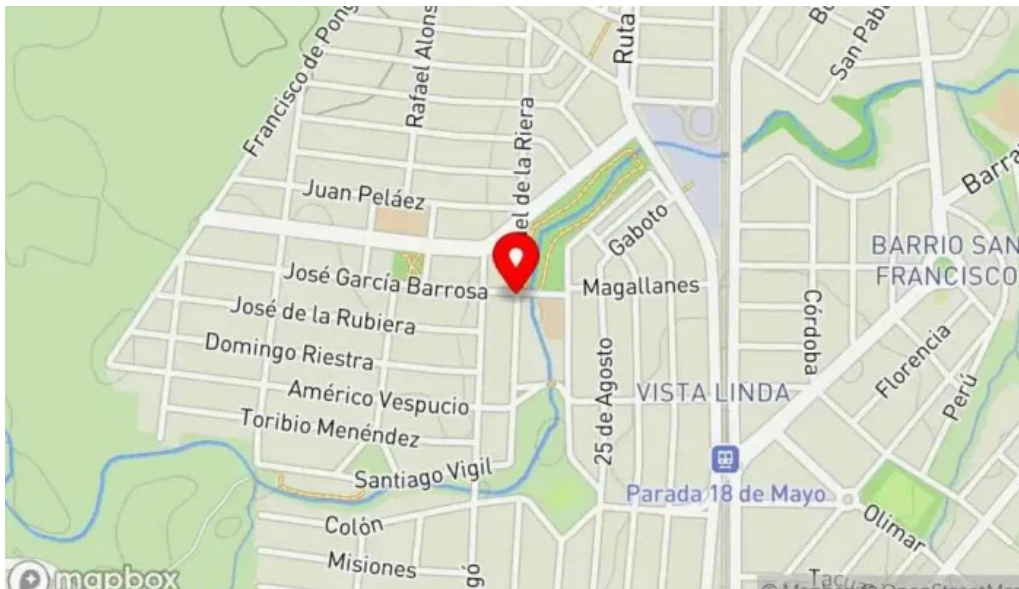 Francisco de Pong
Rafael Alons
el de la Riera
Ruta
San Pab
Juan Peláez
Gaboto
Barra
BARRIO SAN
FRANCISCO
José García Barrosa
Magallanes
José de la Rubiera
Córdoba
Domingo Riestra
Florencia
Américo Vespucio
25 de Agosto
VISTA LINDA
Perú
Toribio Menéndez
Santiago Vigil
Parada 18 de Mayo
Colón
Olimar
Misiones
gó
mapbox